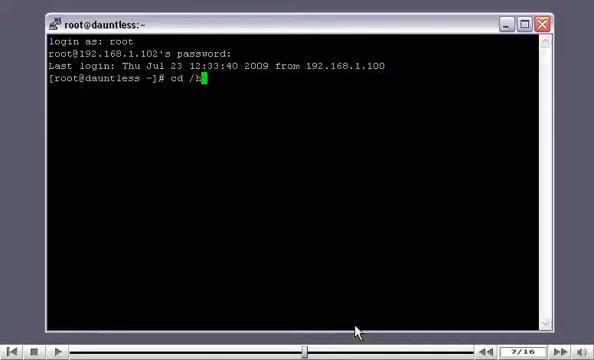 root@dauntless:~
login as: root
root@192.168.1.102's password:
Last login: Thu Jul 23 12:33:40 2009 from 192.168.1.100
[root@dauntless ~]# cd /h
7/16